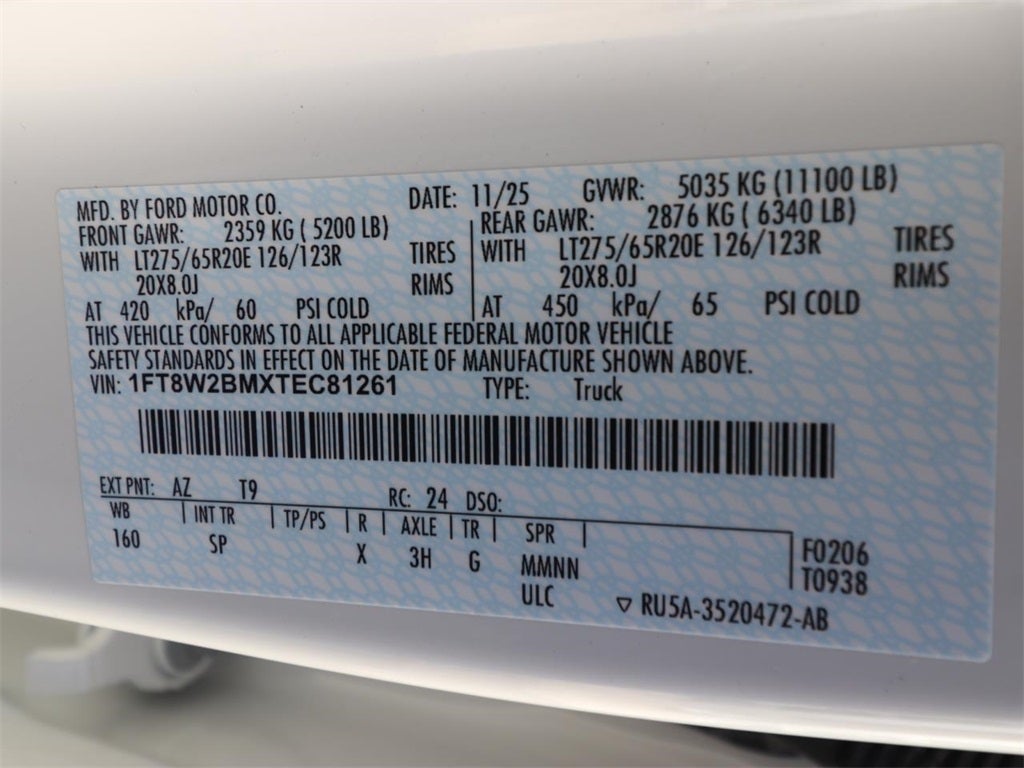 MFD. BY FORD MOTOR CO. DATE: 11/25 GVWR: 5035 KG (11100 LB)
FRONT GAWR: 2359 KG ( 5200 LB) REAR GAWR: 2876 KG ( 6340 LB)
WITH LT275/65R20E 126/123R TIRES WITH LT275/65R20E 126/123R TIRES
20X8.0J RIMS 20X8.0J RIMS
AT 420 kPa/ 60 PSI COLD AT 450 kPa/ 65 PSI COLD
THIS VEHICLE CONFORMS TO ALL APPLICABLE FEDERAL MOTOR VEHICLE
SAFETY STANDARDS IN EFFECT ON THE DATE OF MANUFACTURE SHOWN ABOVE.
VIN: 1FT8W2BMXTEC81261 TYPE: Truck
EXT PNT: AZ T9 RC: 24 DSO:
WB INT TR TP/PS R AXLE TR SPR
160 SP X 3H G MMNN F0206
ULC T0938
▽ RU5A-3520472-AB